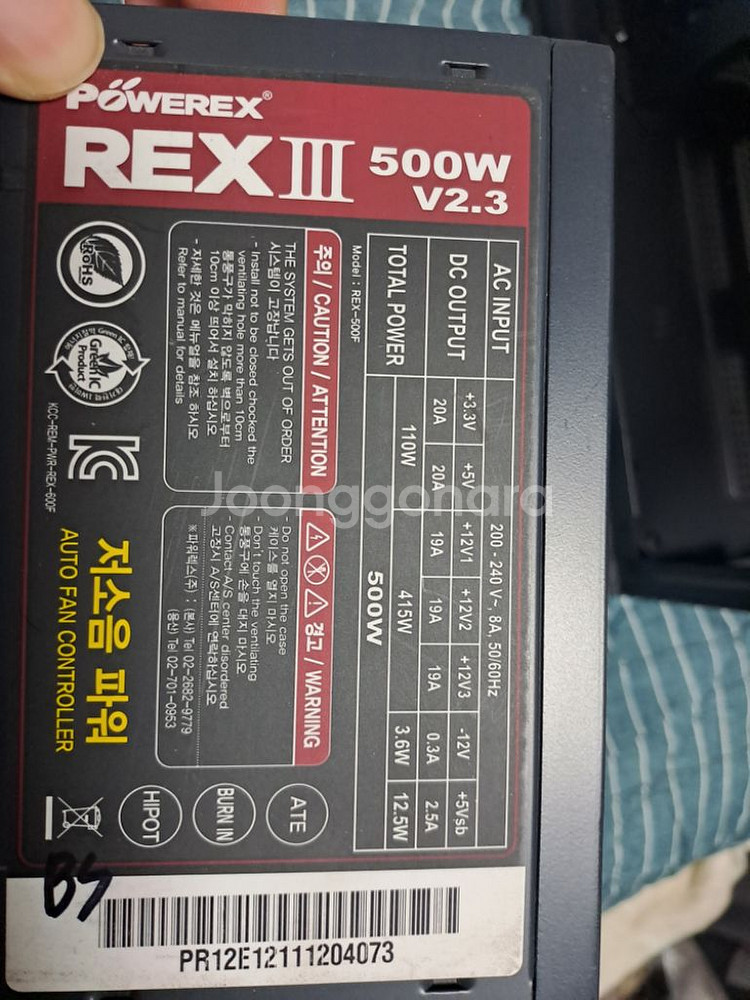 POWEREX®
REX III 500W
V2.3
Model : REX-500F
AC INPUT 200 - 240 V~, 8A, 50/60Hz
DC OUTPUT +3.3V +5V +12V1 +12V2 +12V3 -12V +5Vsb
20A 20A 19A 19A 19A 0.3A 2.5A
TOTAL POWER 110W 415W 3.6W 12.5W
500W
주의 / CAUTION / ATTENTION
THE SYSTEM GETS OUT OF ORDER
시스템이 고장납니다.
- Install not to be closed chocked the
ventilating hole more than 10cm
통풍구가 막히지 않도록 벽으로부터
10cm 이상 띄어서 설치 하십시오.
- 자세한 것은 메뉴얼을 참조 하시오
Refer to manual for details
경고 / WARNING
- Do not open the case
케이스를 열지 마시오
- Don't touch the ventilating
통풍구에 손을 대지 마시오
- Contact A/S center disordered
고장시 A/S센터에 연락하십시오
※파워렉스(주) : (본사) Tel 02-2682-9779
(용산) Tel 02-701-0953
RoHS
Green IC
Product
KCC-REM-PWR-REX-600F
저소음 파워
AUTO FAN CONTROLLER
ATE
BURN IN
HIPOT
BS
PR12E12111204073
Joonggonara